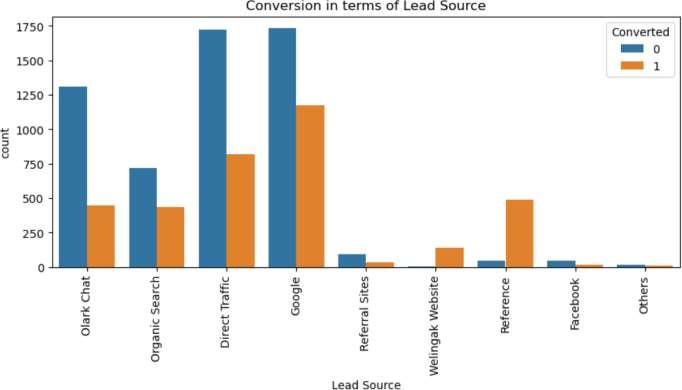 Conversion in terms of Lead Source
Converted
0
1
1750
1500
1250
1000
750
500
250
0
count
Olark Chat
Organic Search
Direct Traffic
Google
Referral Sites
Welingak Website
Reference
Facebook
Others
Lead Source